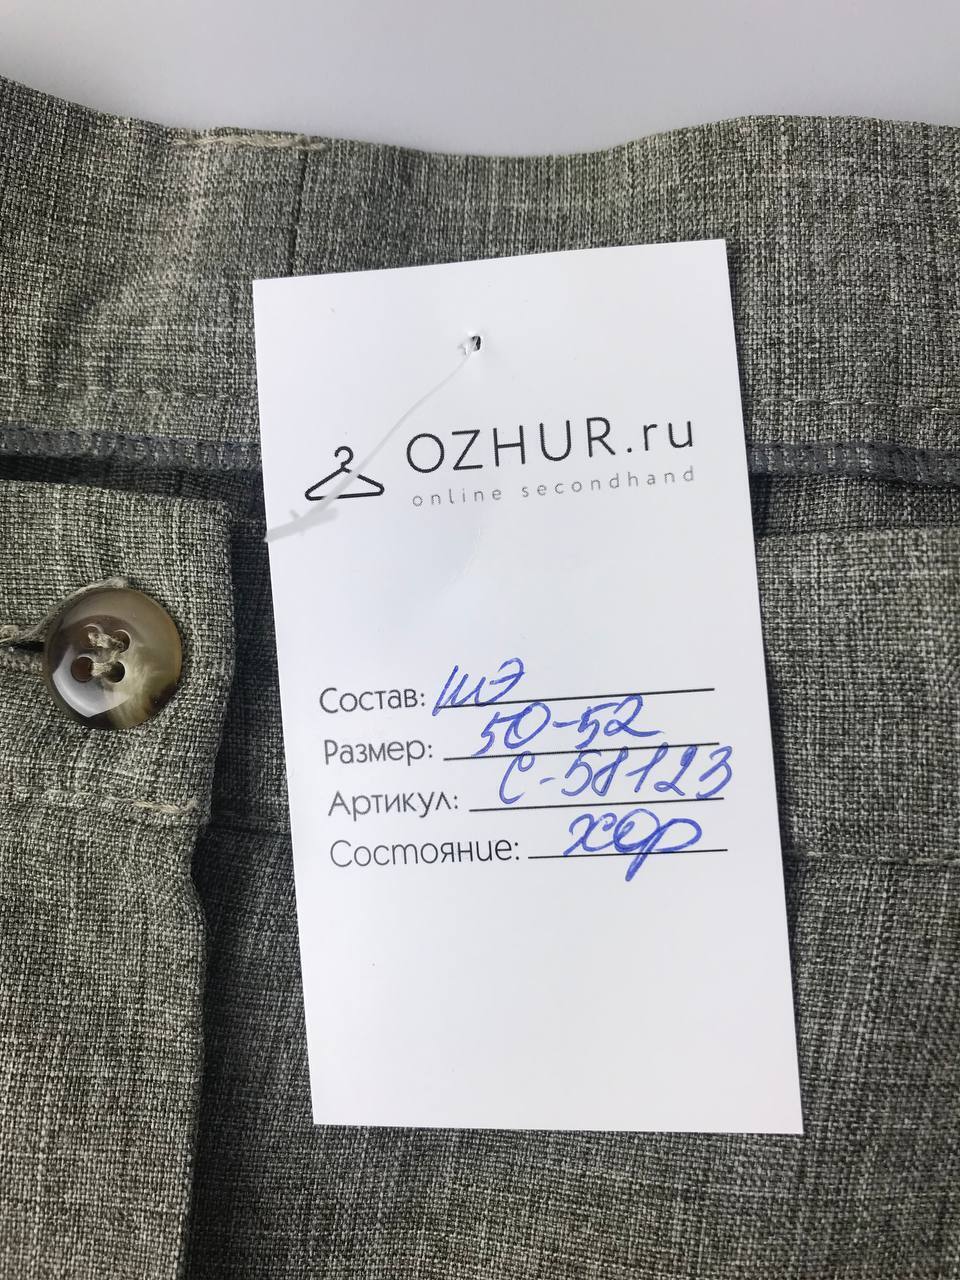 OZHUR.ru
online secondhand
Состав: ШЭ
Размер: 50-52
Артикул: С-58123
Состояние: хор